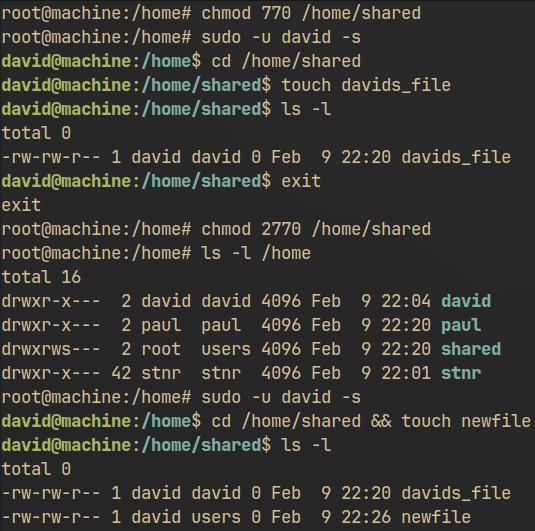 root@machine:/home# chmod 770 /home/shared
root@machine:/home# sudo -u david -s
david@machine:/home$ cd /home/shared
david@machine:/home/shared$ touch davids_file
david@machine:/home/shared$ ls -l
total 0
-rw-rw-r-- 1 david david 0 Feb  9 22:20 davids_file
david@machine:/home/shared$ exit
exit
root@machine:/home# chmod 2770 /home/shared
root@machine:/home# ls -l /home
total 16
drwxr-x---  2 david david 4096 Feb  9 22:04 david
drwxr-x---  2 paul  paul  4096 Feb  9 22:20 paul
drwxrws---  2 root  users 4096 Feb  9 22:20 shared
drwxr-x--- 42 stnr  stnr  4096 Feb  9 22:01 stnr
root@machine:/home# sudo -u david -s
david@machine:/home$ cd /home/shared && touch newfile
david@machine:/home/shared$ ls -l
total 0
-rw-rw-r-- 1 david david 0 Feb  9 22:20 davids_file
-rw-rw-r-- 1 david users 0 Feb  9 22:26 newfile